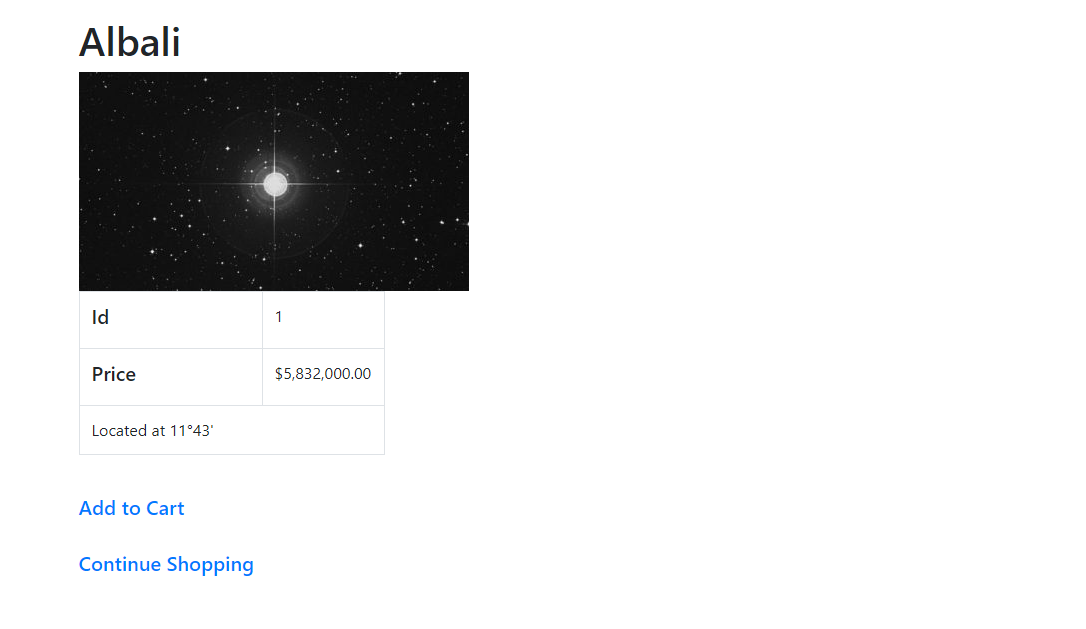 Albali
Id 1
Price $5,832,000.00
Located at 11°43'
Add to Cart
Continue Shopping